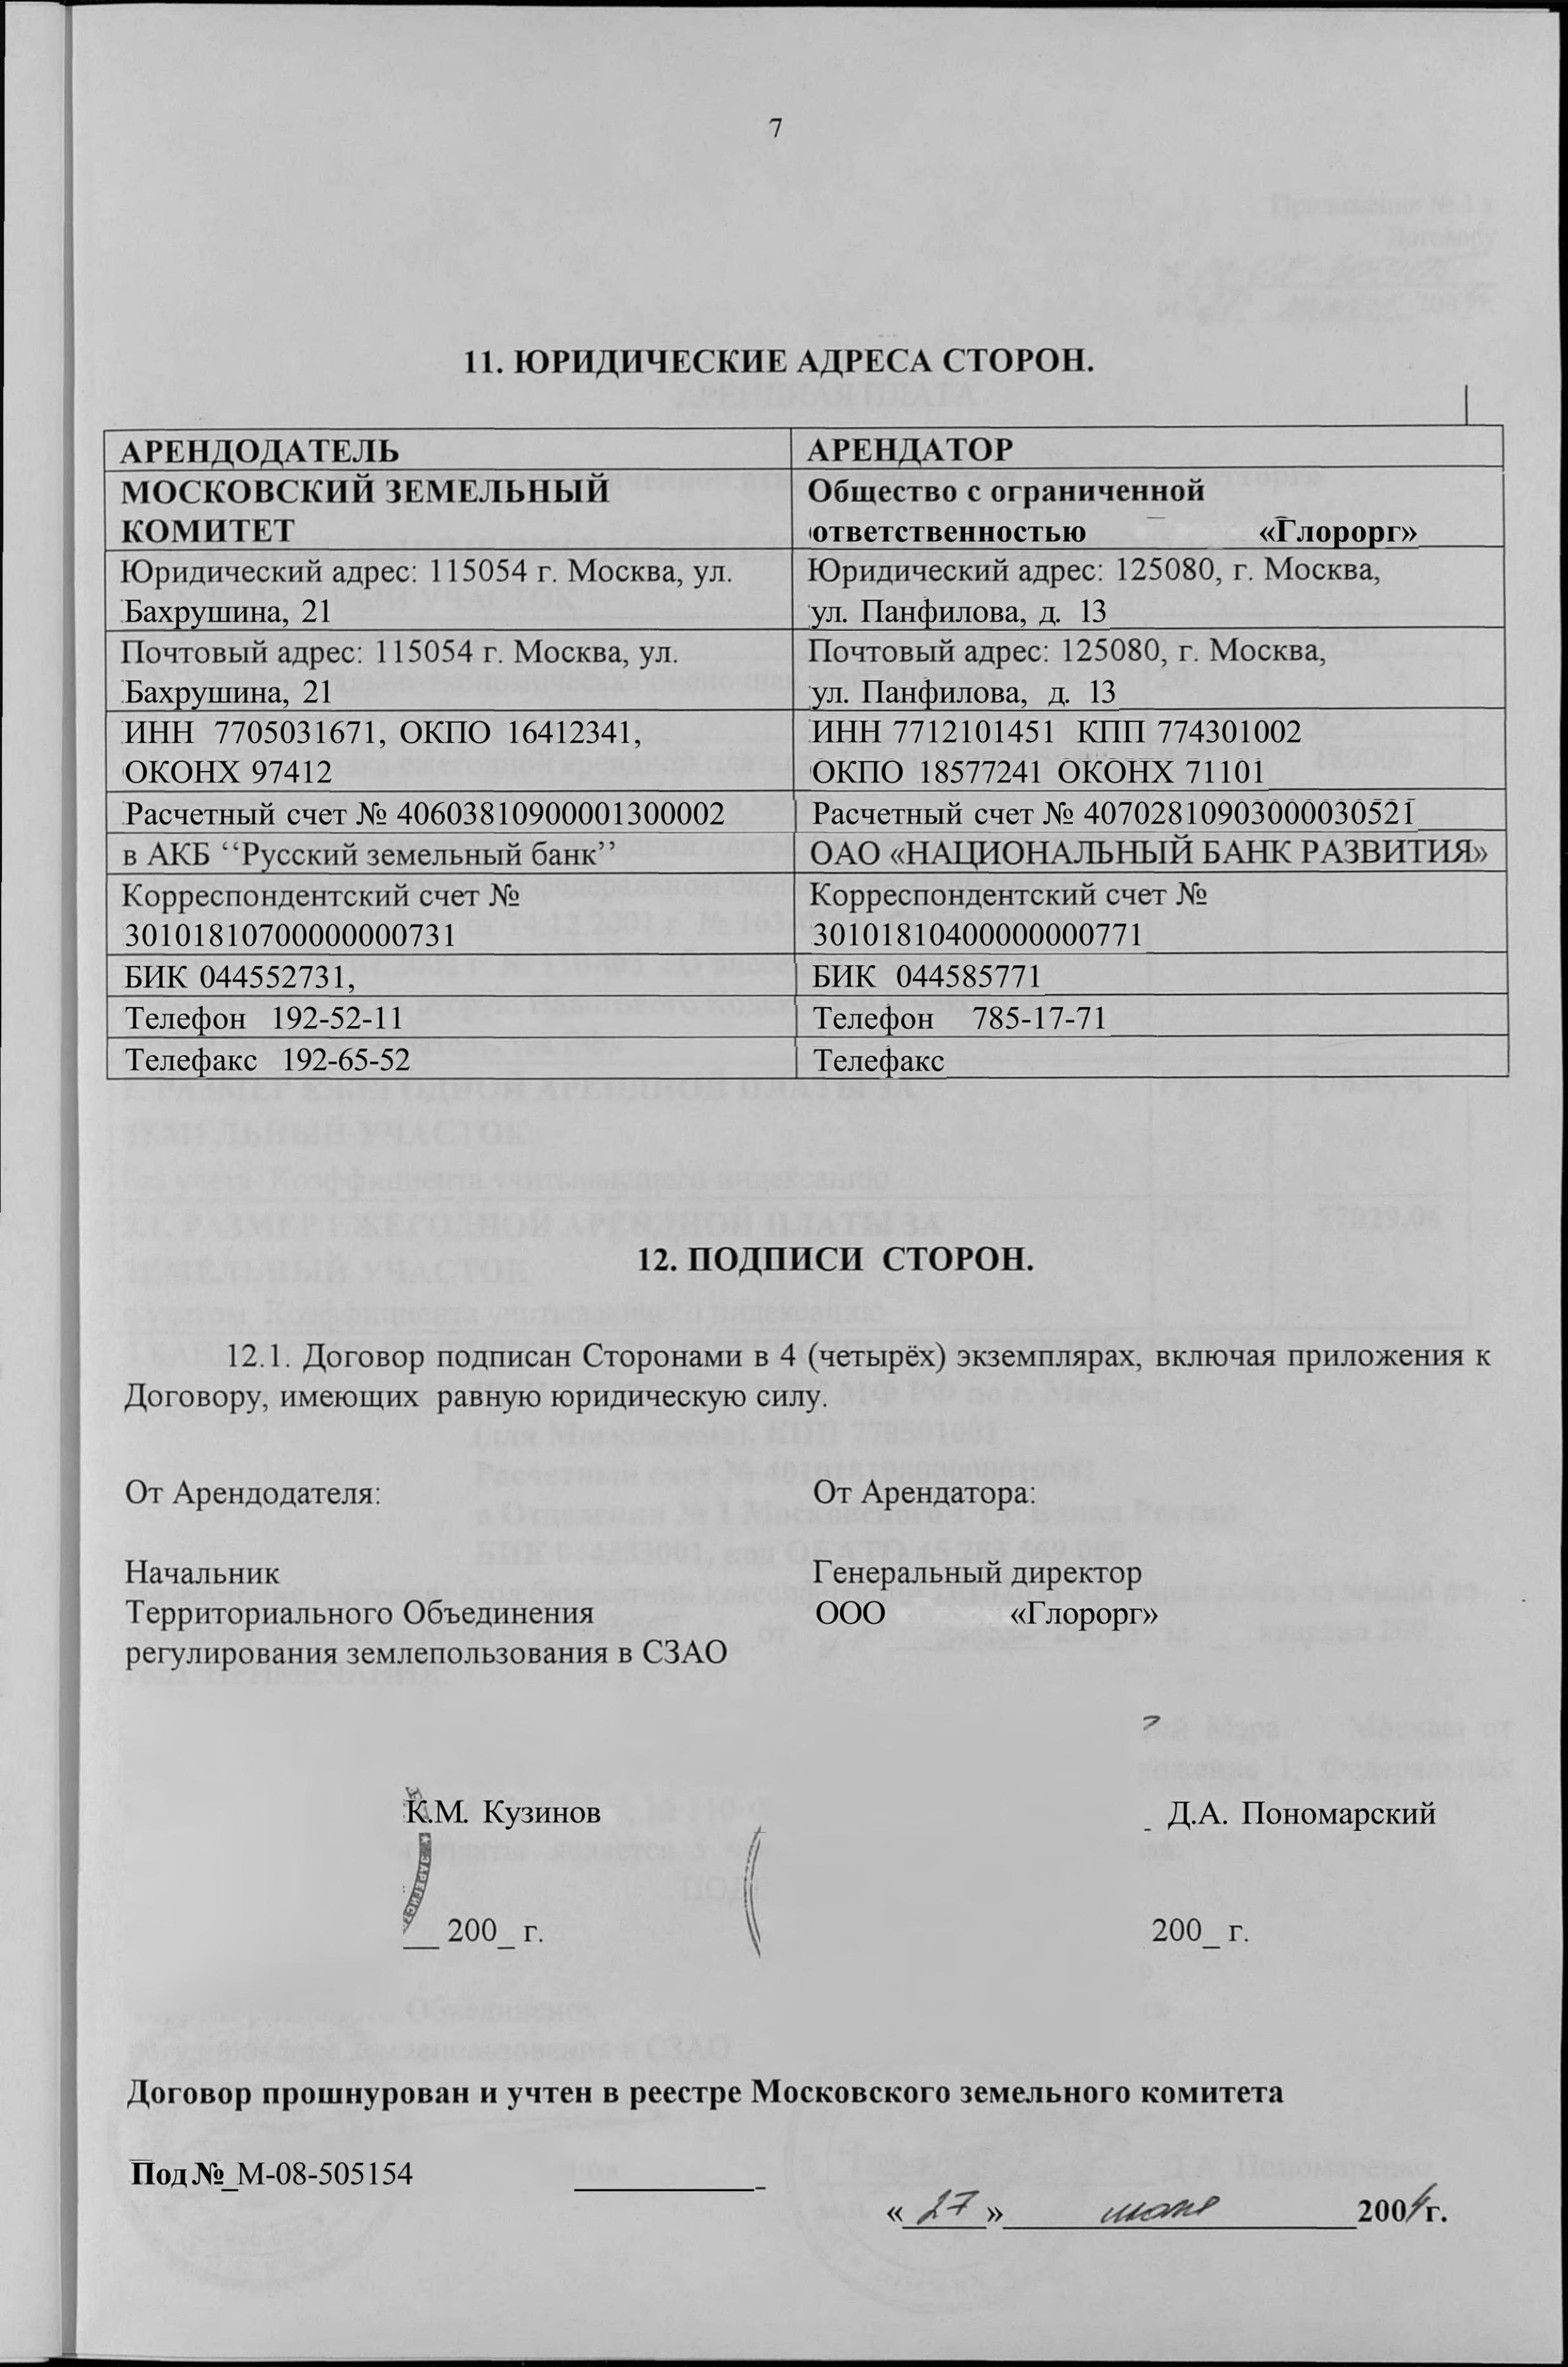 7
11. ЮРИДИЧЕСКИЕ АДРЕСА СТОРОН.
АРЕНДОДАТЕЛЬ АРЕНДАТОР
МОСКОВСКИЙ ЗЕМЕЛЬНЫЙ Общество с ограниченной
КОМИТЕТ ответственностью «Глорорг»
Юридический адрес: 115054 г. Москва, ул. Юридический адрес: 125080, г. Москва,
Бахрушина, 21 ул. Панфилова, д. 13
Почтовый адрес: 115054 г. Москва, ул. Почтовый адрес: 125080, г. Москва,
Бахрушина, 21 ул. Панфилова, д. 13
ИНН 7705031671, ОКПО 16412341, ИНН 7712101451 КПП 774301002
ОКОНХ 97412 ОКПО 18577241 ОКОНХ 71101
Расчетный счет № 40603810900001300002 Расчетный счет № 40702810903000030521
в АКБ “Русский земельный банк” ОАО «НАЦИОНАЛЬНЫЙ БАНК РАЗВИТИЯ»
Корреспондентский счет № Корреспондентский счет №
30101810700000000731 30101810400000000771
БИК 044552731, БИК 044585771
Телефон 192-52-11 Телефон 785-17-71
Телефакс 192-65-52 Телефакс
12. ПОДПИСИ СТОРОН.
12.1. Договор подписан Сторонами в 4 (четырёх) экземплярах, включая приложения к
Договору, имеющих равную юридическую силу.
От Арендодателя: От Арендатора:
Начальник Генеральный директор
Территориального Объединения ООО «Глорорг»
регулирования землепользования в СЗАО
К.М. Кузинов Д.А. Пономарский
__ 200_ г. 200_ г.
Договор прошнурован и учтен в реестре Московского земельного комитета
Под №_М-08-505154
«27» июля 2004г.